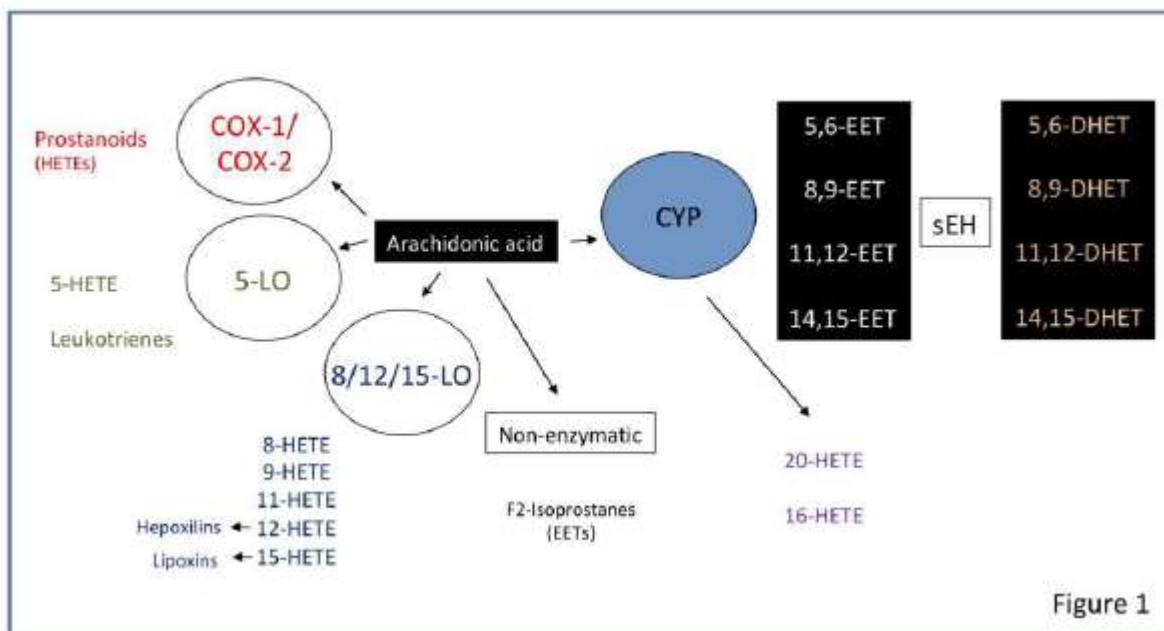 Prostanoids
(HETEs)
COX-1/
COX-2
Arachidonic acid
5-HETE
Leukotrienes
5-LO
8/12/15-LO
8-HETE
9-HETE
11-HETE
Hepoxilins
12-HETE
Lipoxins
15-HETE
Non-enzymatic
F2-Isoprostanes
(EETs)
CYP
5,6-EET
8,9-EET
11,12-EET
14,15-EET
sEH
5,6-DHET
8,9-DHET
11,12-DHET
14,15-DHET
20-HETE
16-HETE
Figure 1